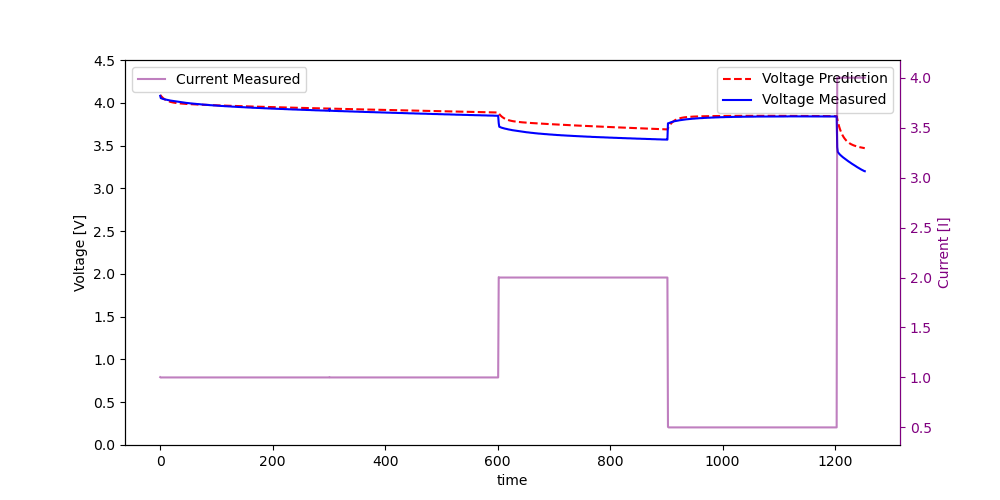 Current Measured
Voltage Prediction
Voltage Measured
4.5
4.0
3.5
3.0
2.5
2.0
1.5
1.0
0.5
0.0
Voltage [V]
4.0
3.5
3.0
2.5
2.0
1.5
1.0
0.5
Current [I]
0 200 400 600 800 1000 1200
time